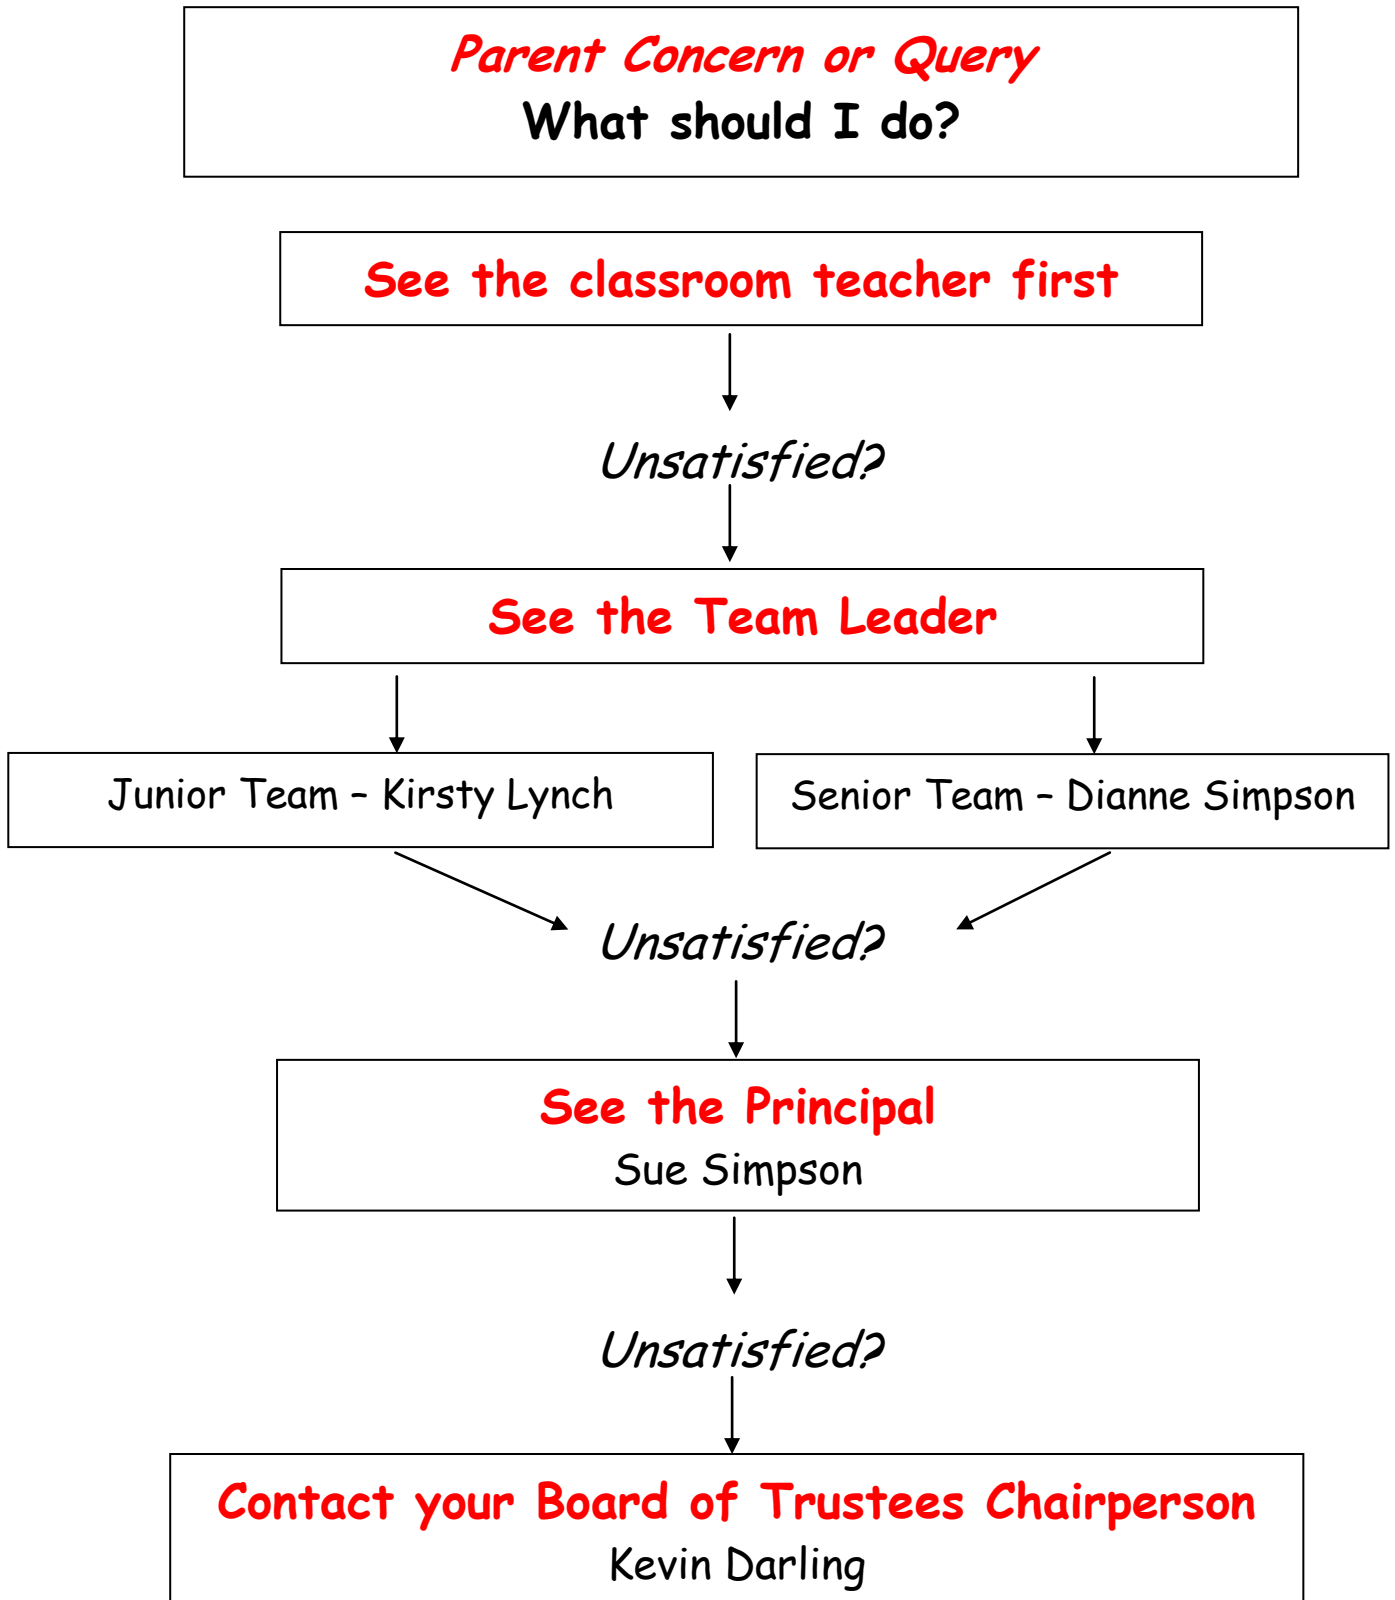 Parent Concern or Query
What should I do?
See the classroom teacher first
Unsatisfied?
See the Team Leader
Junior Team – Kirsty Lynch
Senior Team – Dianne Simpson
Unsatisfied?
See the Principal
Sue Simpson
Unsatisfied?
Contact your Board of Trustees Chairperson
Kevin Darling